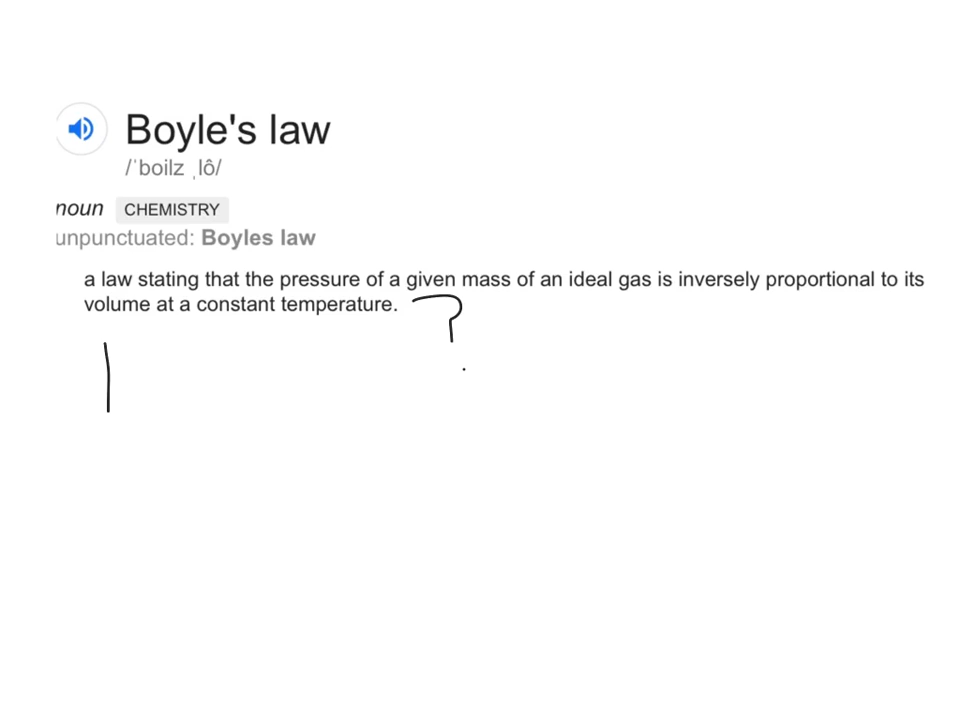 Boyle's law
/ˈboilz ˌlô/
noun CHEMISTRY
unpunctuated: Boyles law
a law stating that the pressure of a given mass of an ideal gas is inversely proportional to its
volume at a constant temperature. ?